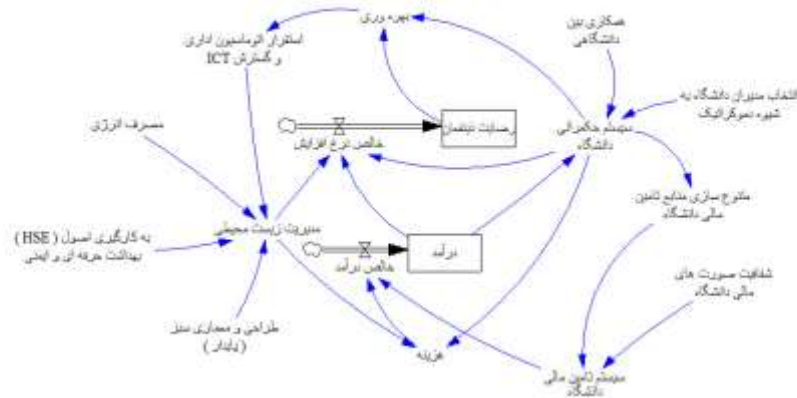 بهره وری
همکاری بین
دانشگاهی
استقرار اتوماسیون اداری
و گسترش ICT
انتخاب مدیران دانشگاه به
شیوه دموکراتیک
رضایت ذینفعان
سیستم حکمرانی
دانشگاه
مصرف انرژی
خالص نرخ افزایش
متنوع سازی منابع تامین
مالی دانشگاه
مدیریت زیست محیطی
به کارگیری اصول ( HSE )
بهداشت حرفه ای و ایمنی
درآمد
خالص درآمد
شفافیت صورت های
مالی دانشگاه
طراحی و معماری سبز
( پایدار )
هزینه
سیستم تامین مالی
دانشگاه